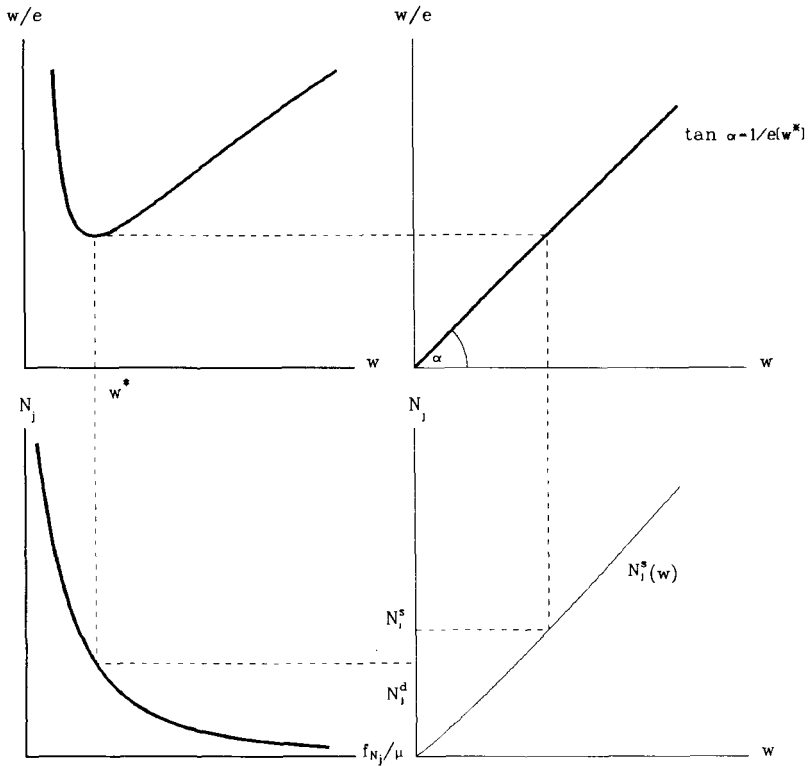 w/e
w/e
tan α=1/e(w*)
α
w
w
w*
N_j
N_j
N_j^s(w)
N_j^s
N_j^d
f_{N_j}/μ
w